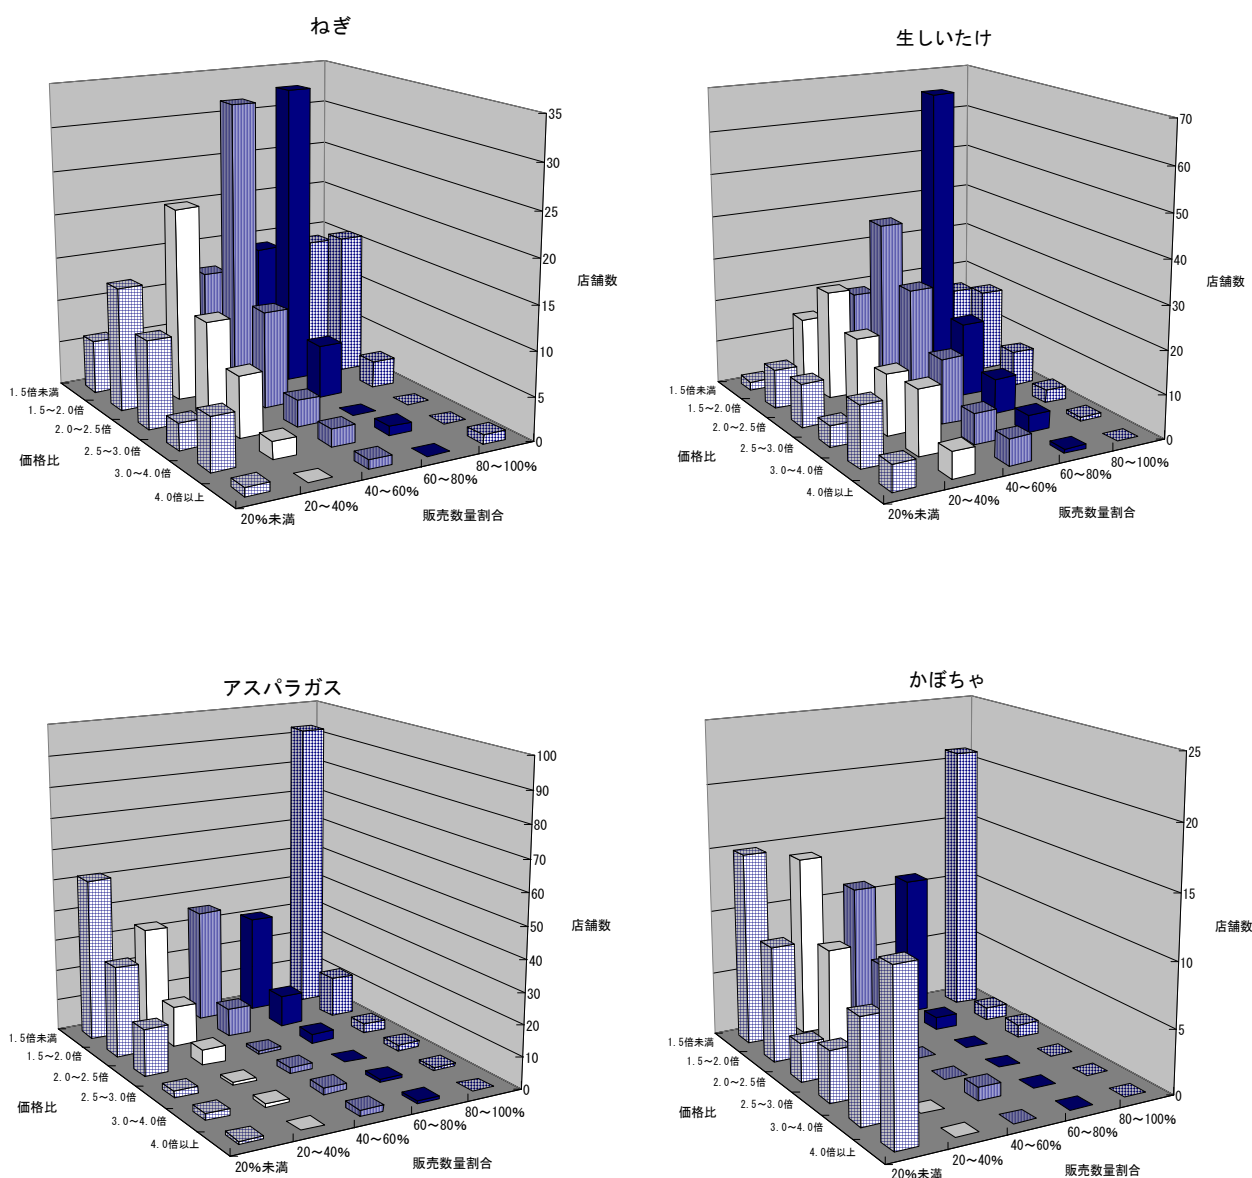 ねぎ
35
30
25
20
15
10
5
0
店舗数
1.5倍未満
1.5～2.0倍
2.0～2.5倍
2.5～3.0倍
3.0～4.0倍
4.0倍以上
価格比
20%未満
20～40%
40～60%
60～80%
80～100%
販売数量割合
生しいたけ
70
60
50
40
30
20
10
0
店舗数
1.5倍未満
1.5～2.0倍
2.0～2.5倍
2.5～3.0倍
3.0～4.0倍
4.0倍以上
価格比
20%未満
20～40%
40～60%
60～80%
80～100%
販売数量割合
アスパラガス
100
90
80
70
60
50
40
30
20
10
0
店舗数
1.5倍未満
1.5～2.0倍
2.0～2.5倍
2.5～3.0倍
3.0～4.0倍
4.0倍以上
価格比
20%未満
20～40%
40～60%
60～80%
80～100%
販売数量割合
かぼちゃ
25
20
15
10
5
0
店舗数
1.5倍未満
1.5～2.0倍
2.0～2.5倍
2.5～3.0倍
3.0～4.0倍
4.0倍以上
価格比
20%未満
20～40%
40～60%
60～80%
80～100%
販売数量割合